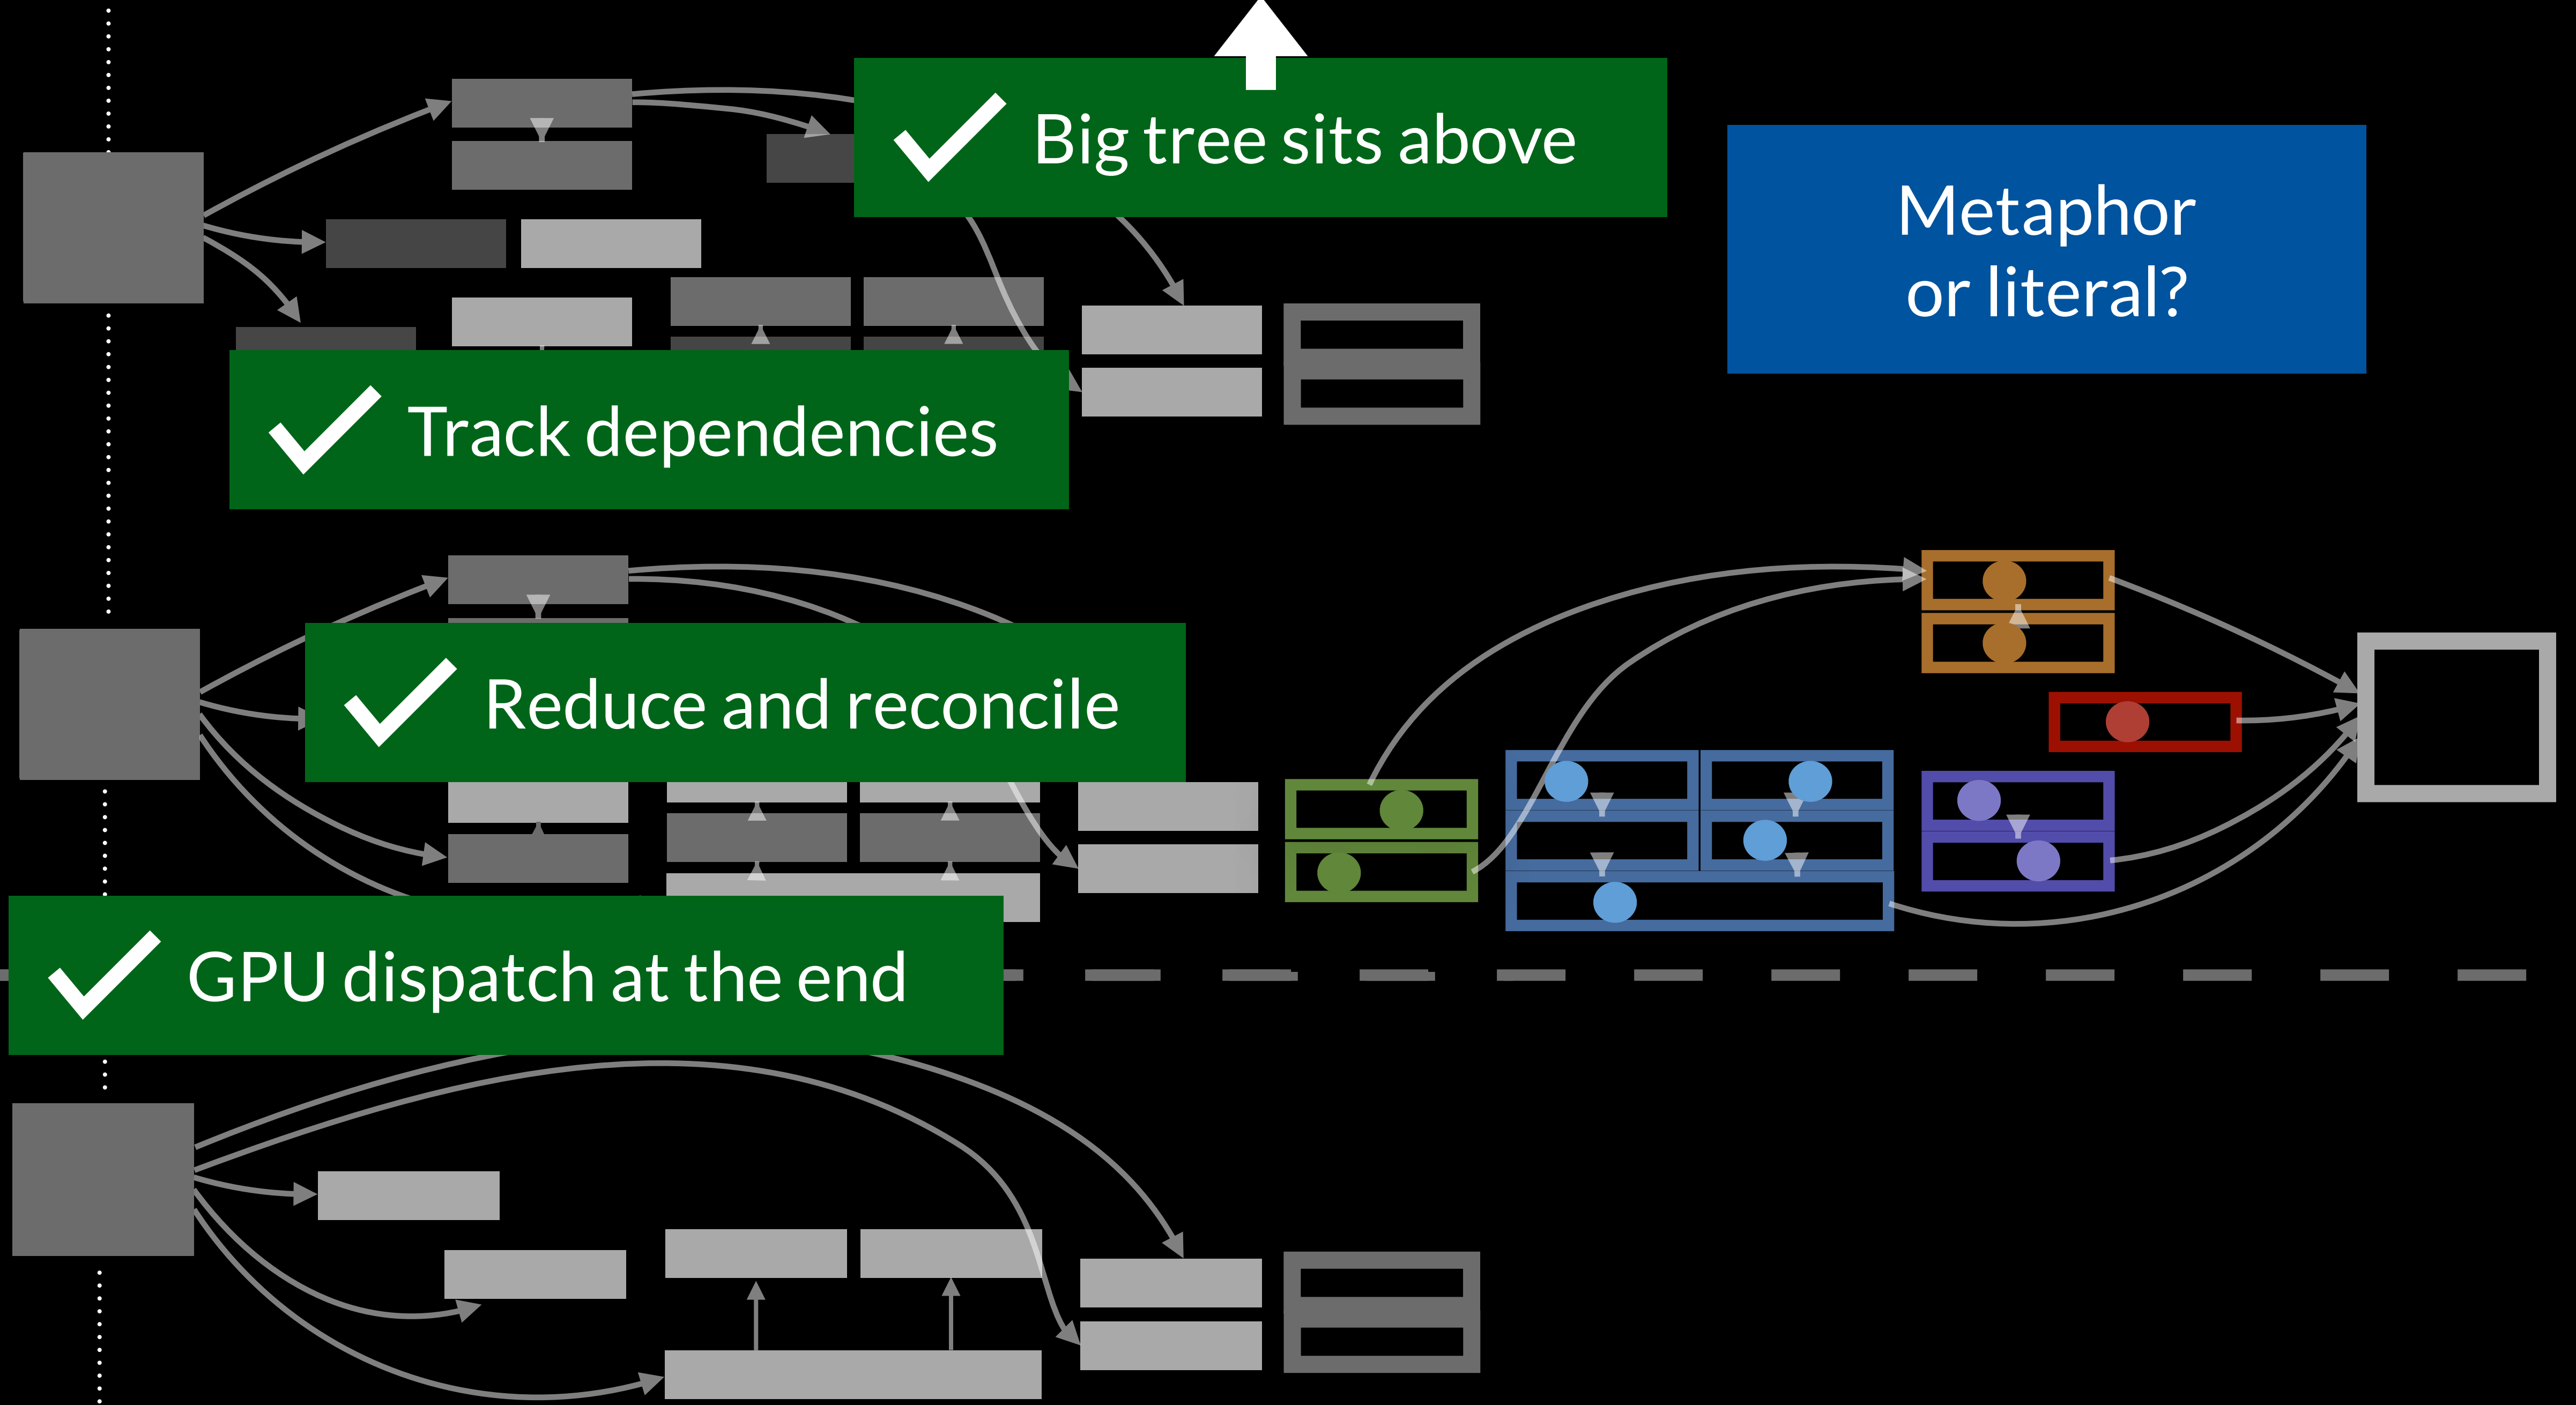 Big tree sits above
Metaphor
or literal?
Track dependencies
Reduce and reconcile
GPU dispatch at the end